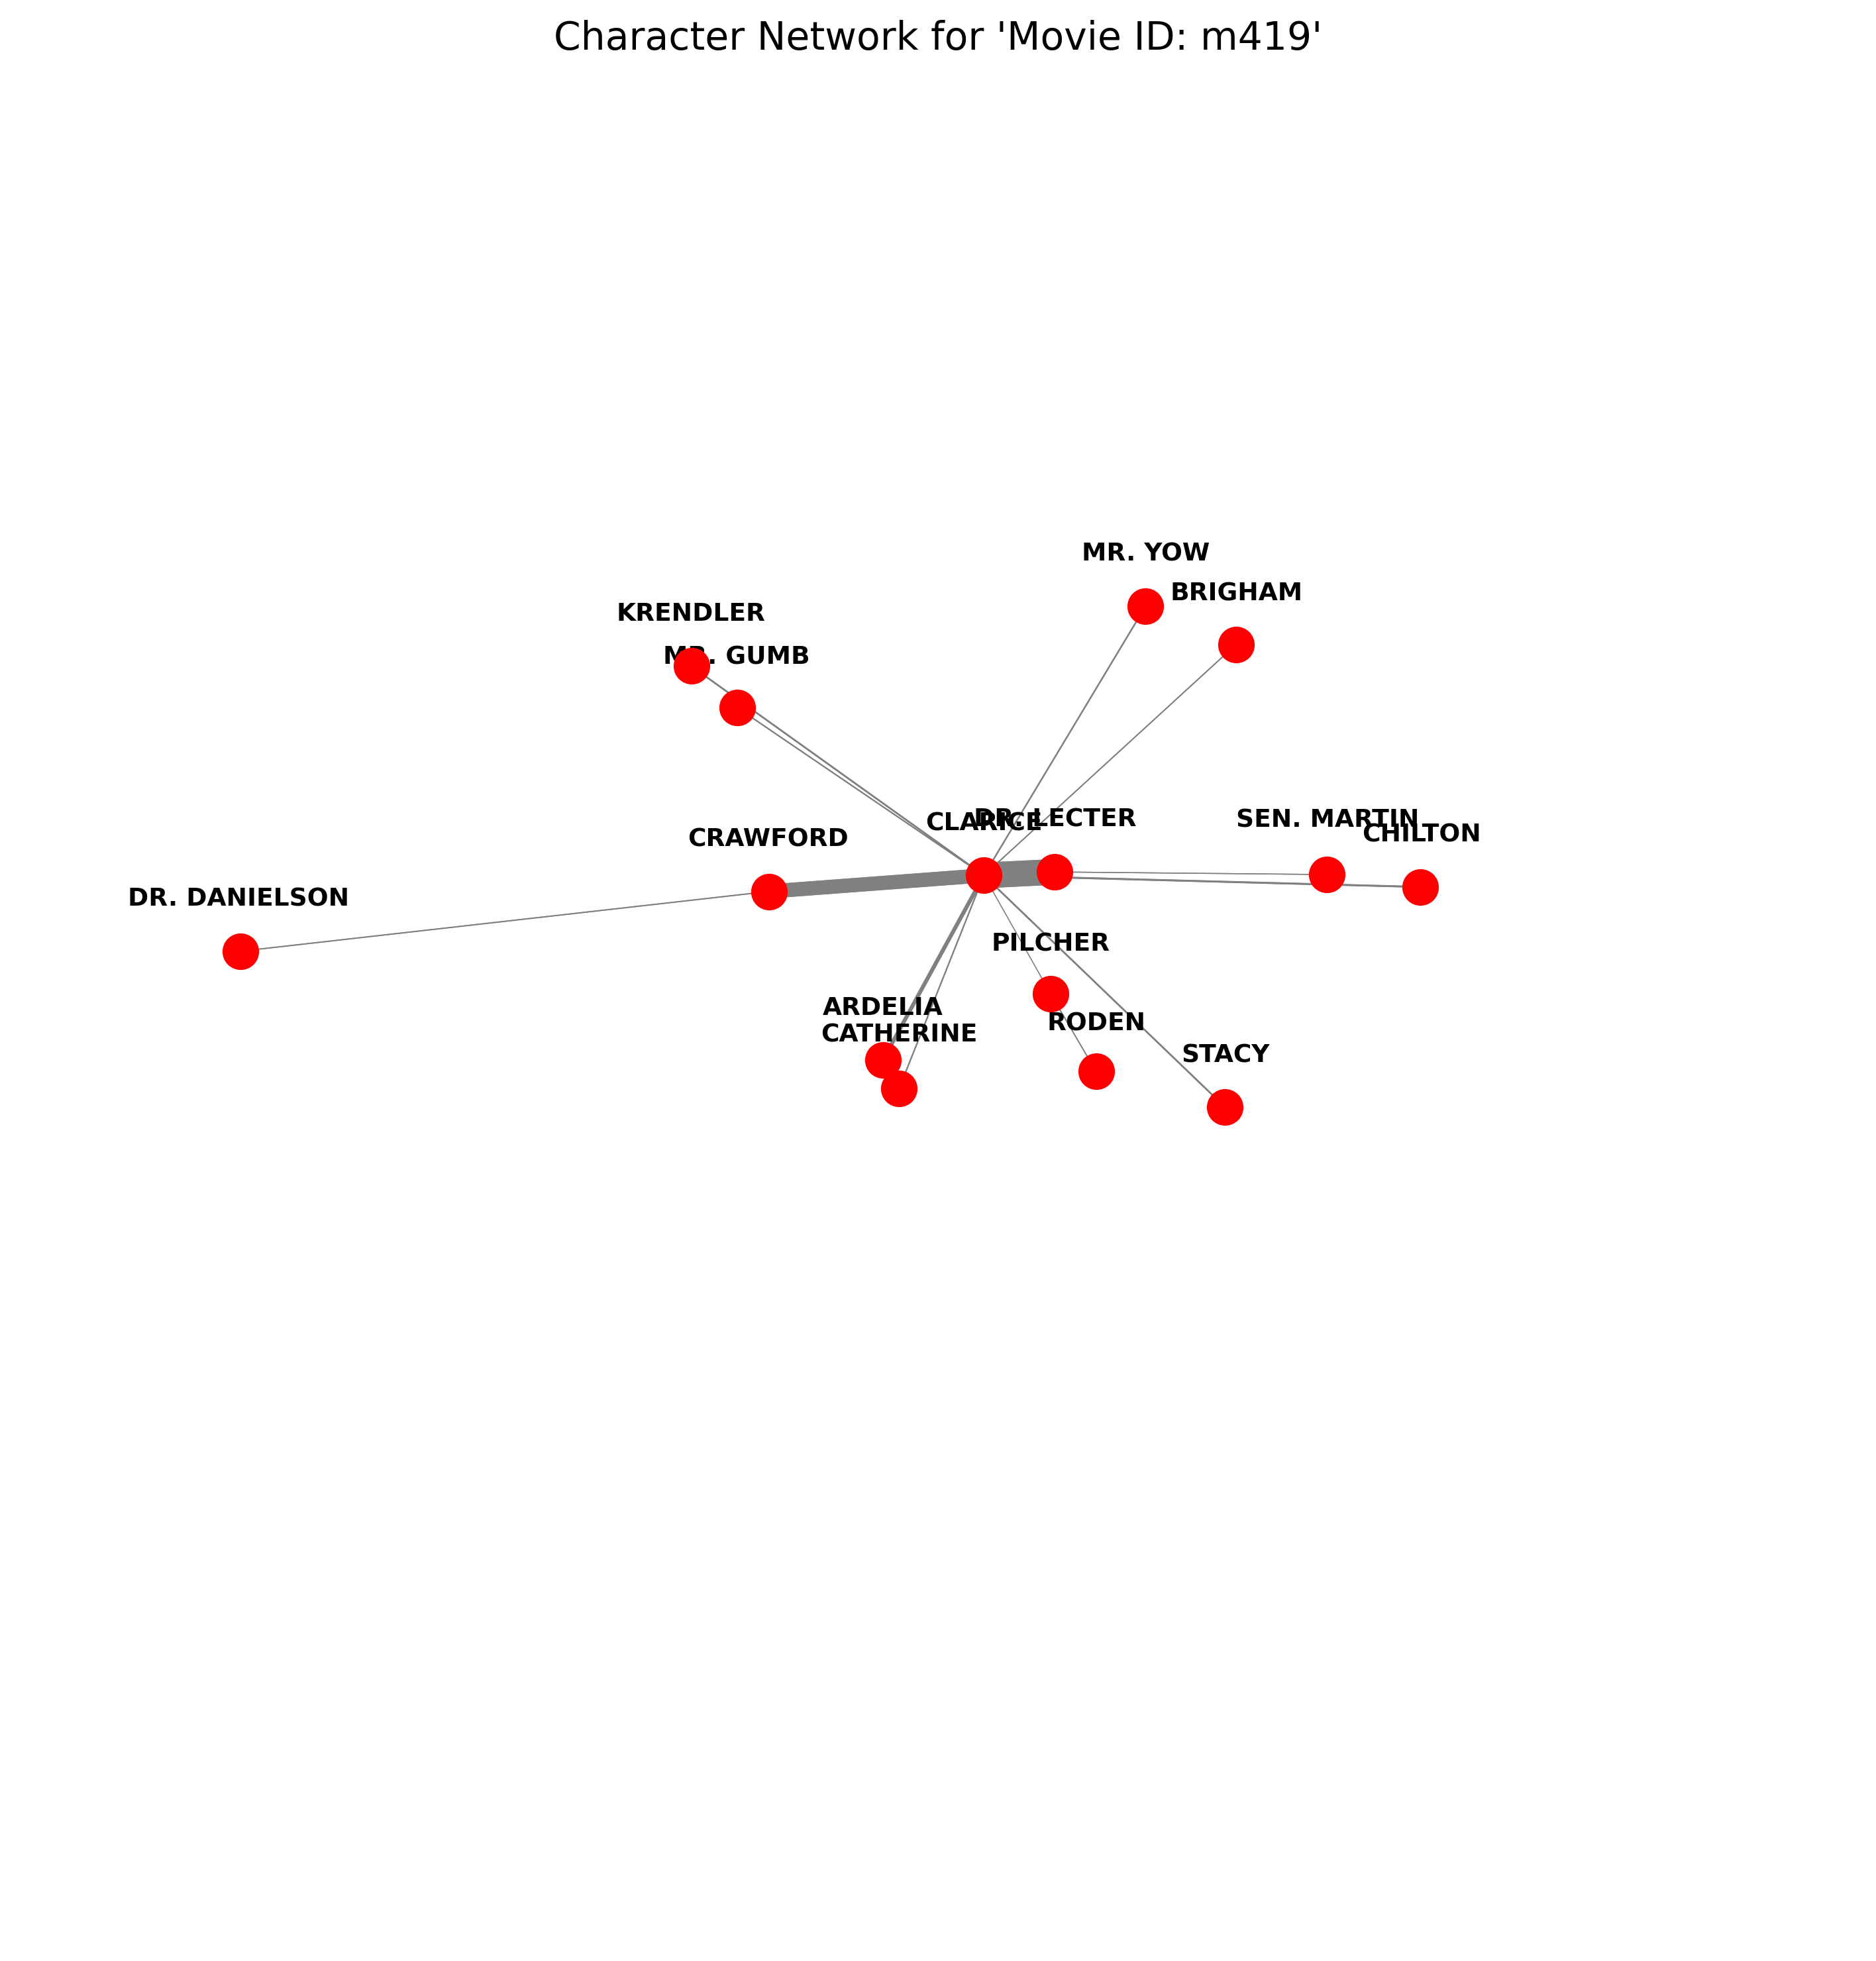 Character Network for 'Movie ID: m419'
MR. YOW
BRIGHAM
KRENDLER
MR. GUMB
DR. LECTER
CLARICE
SEN. MARTIN
CHILTON
CRAWFORD
DR. DANIELSON
PILCHER
ARDELIA
RODEN
CATHERINE
STACY